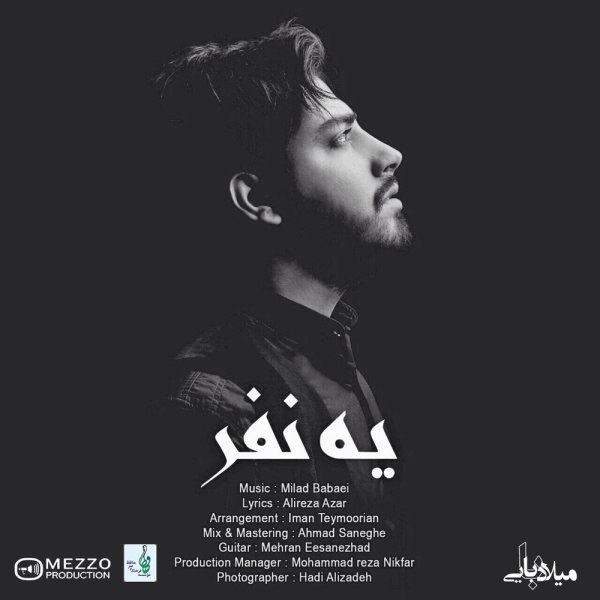 یه نفر
Music : Milad Babaei
Lyrics : Alireza Azar
Arrangement : Iman Teymoorian
Mix & Mastering : Ahmad Saneghe
Guitar : Mehran Eesanezhad
Production Manager : Mohammad reza Nikfar
Photographer : Hadi Alizadeh
MEZZO
PRODUCTION
میلاد بابایی